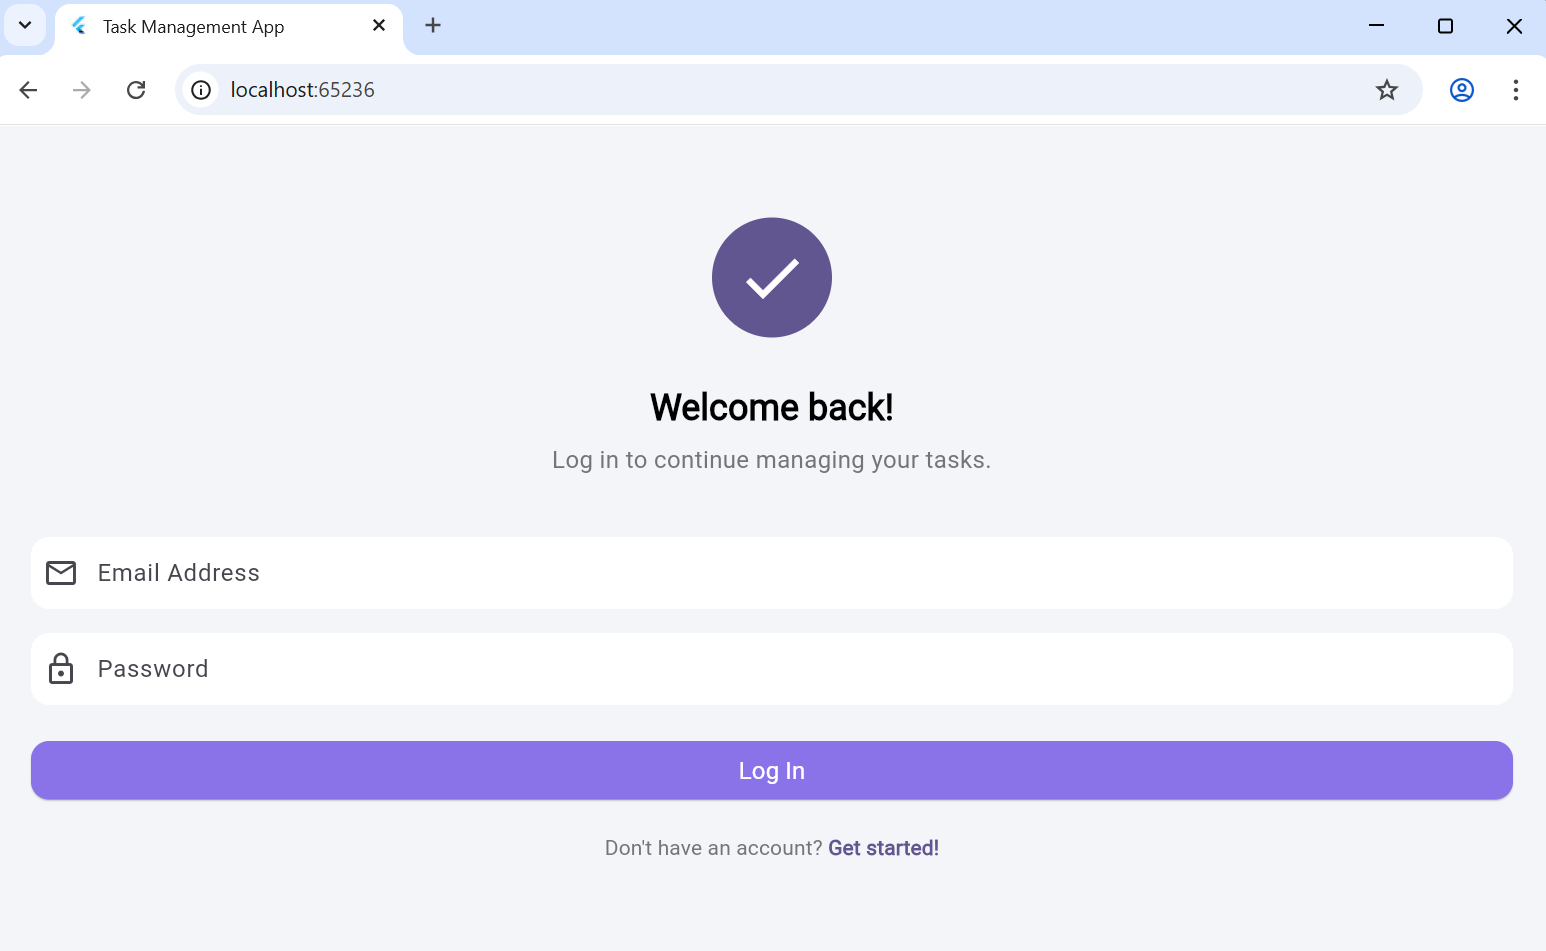 Task Management App
localhost:65236
Welcome back!
Log in to continue managing your tasks.
Email Address
Password
Log In
Don't have an account? Get started!